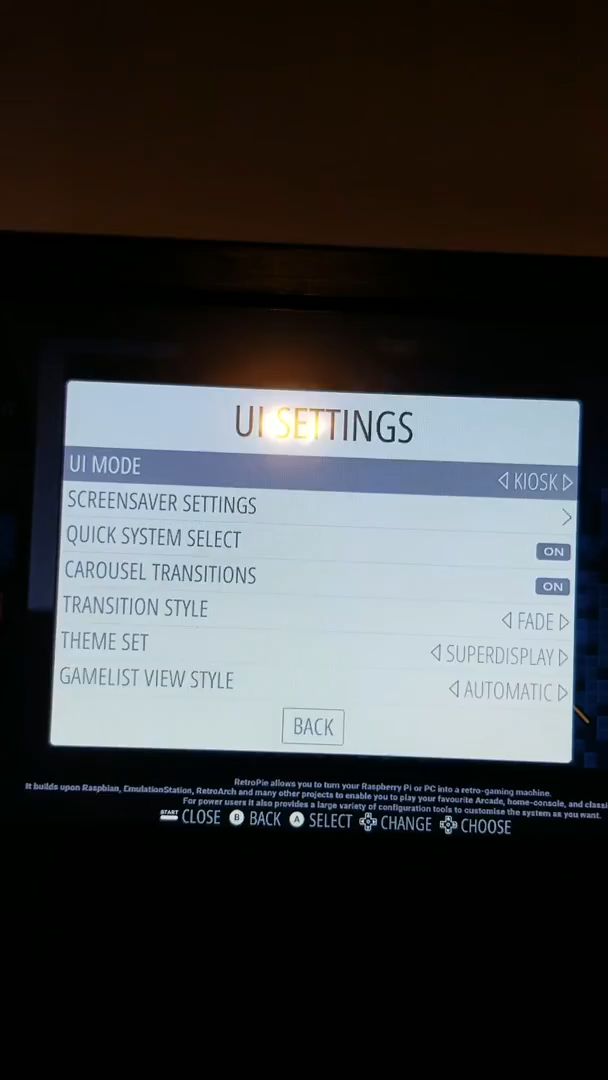 UI SETTINGS
UI MODE KIOSK
SCREENSAVER SETTINGS
QUICK SYSTEM SELECT ON
CAROUSEL TRANSITIONS ON
TRANSITION STYLE FADE
THEME SET SUPERDISPLAY
GAMELIST VIEW STYLE AUTOMATIC
BACK
RetroPie allows you to turn your Raspberry Pi or PC into a retro-gaming machine.
It builds upon Raspbian, EmulationStation, RetroArch and many other projects to enable you to play your favourite Arcade, home-console, and classi
For power users it also provides a large variety of configuration tools to customise the system as you want.
START CLOSE B BACK A SELECT CHANGE CHOOSE